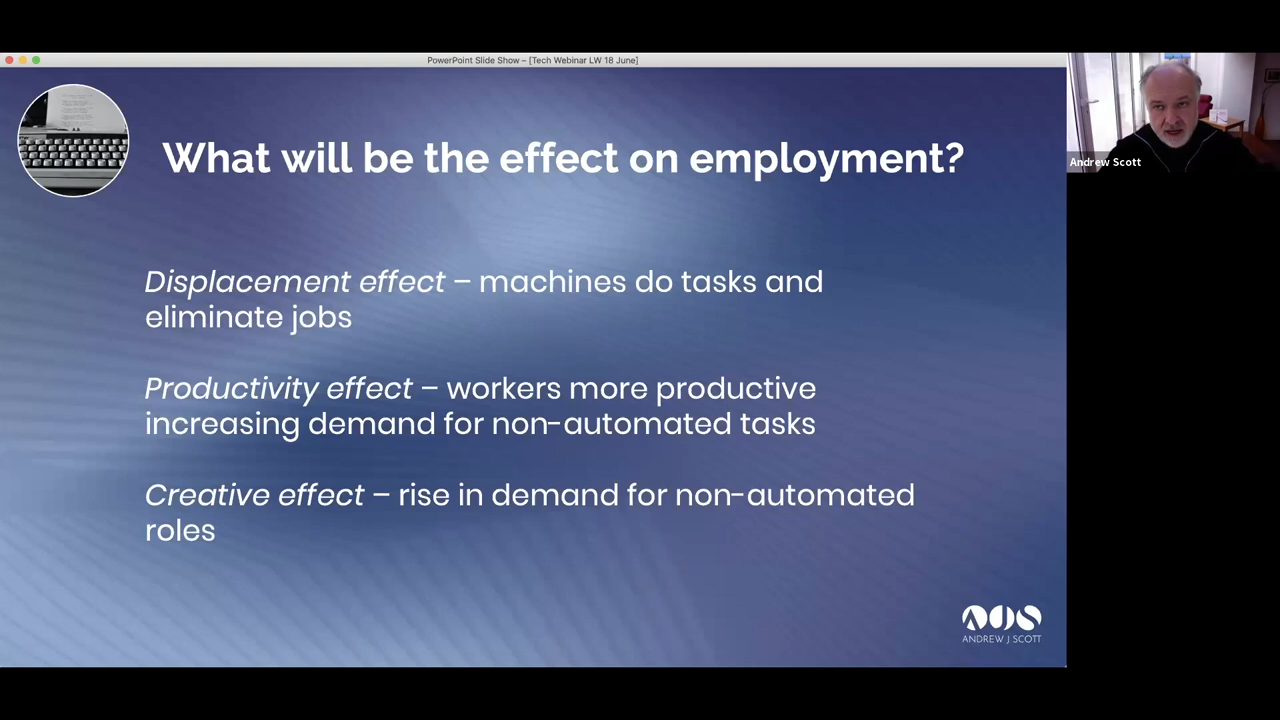 PowerPoint Slide Show – [Tech Webinar LW 18 June]
What will be the effect on employment?
Andrew Scott
Displacement effect – machines do tasks and
eliminate jobs
Productivity effect – workers more productive
increasing demand for non-automated tasks
Creative effect – rise in demand for non-automated
roles
AJS
ANDREW J SCOTT